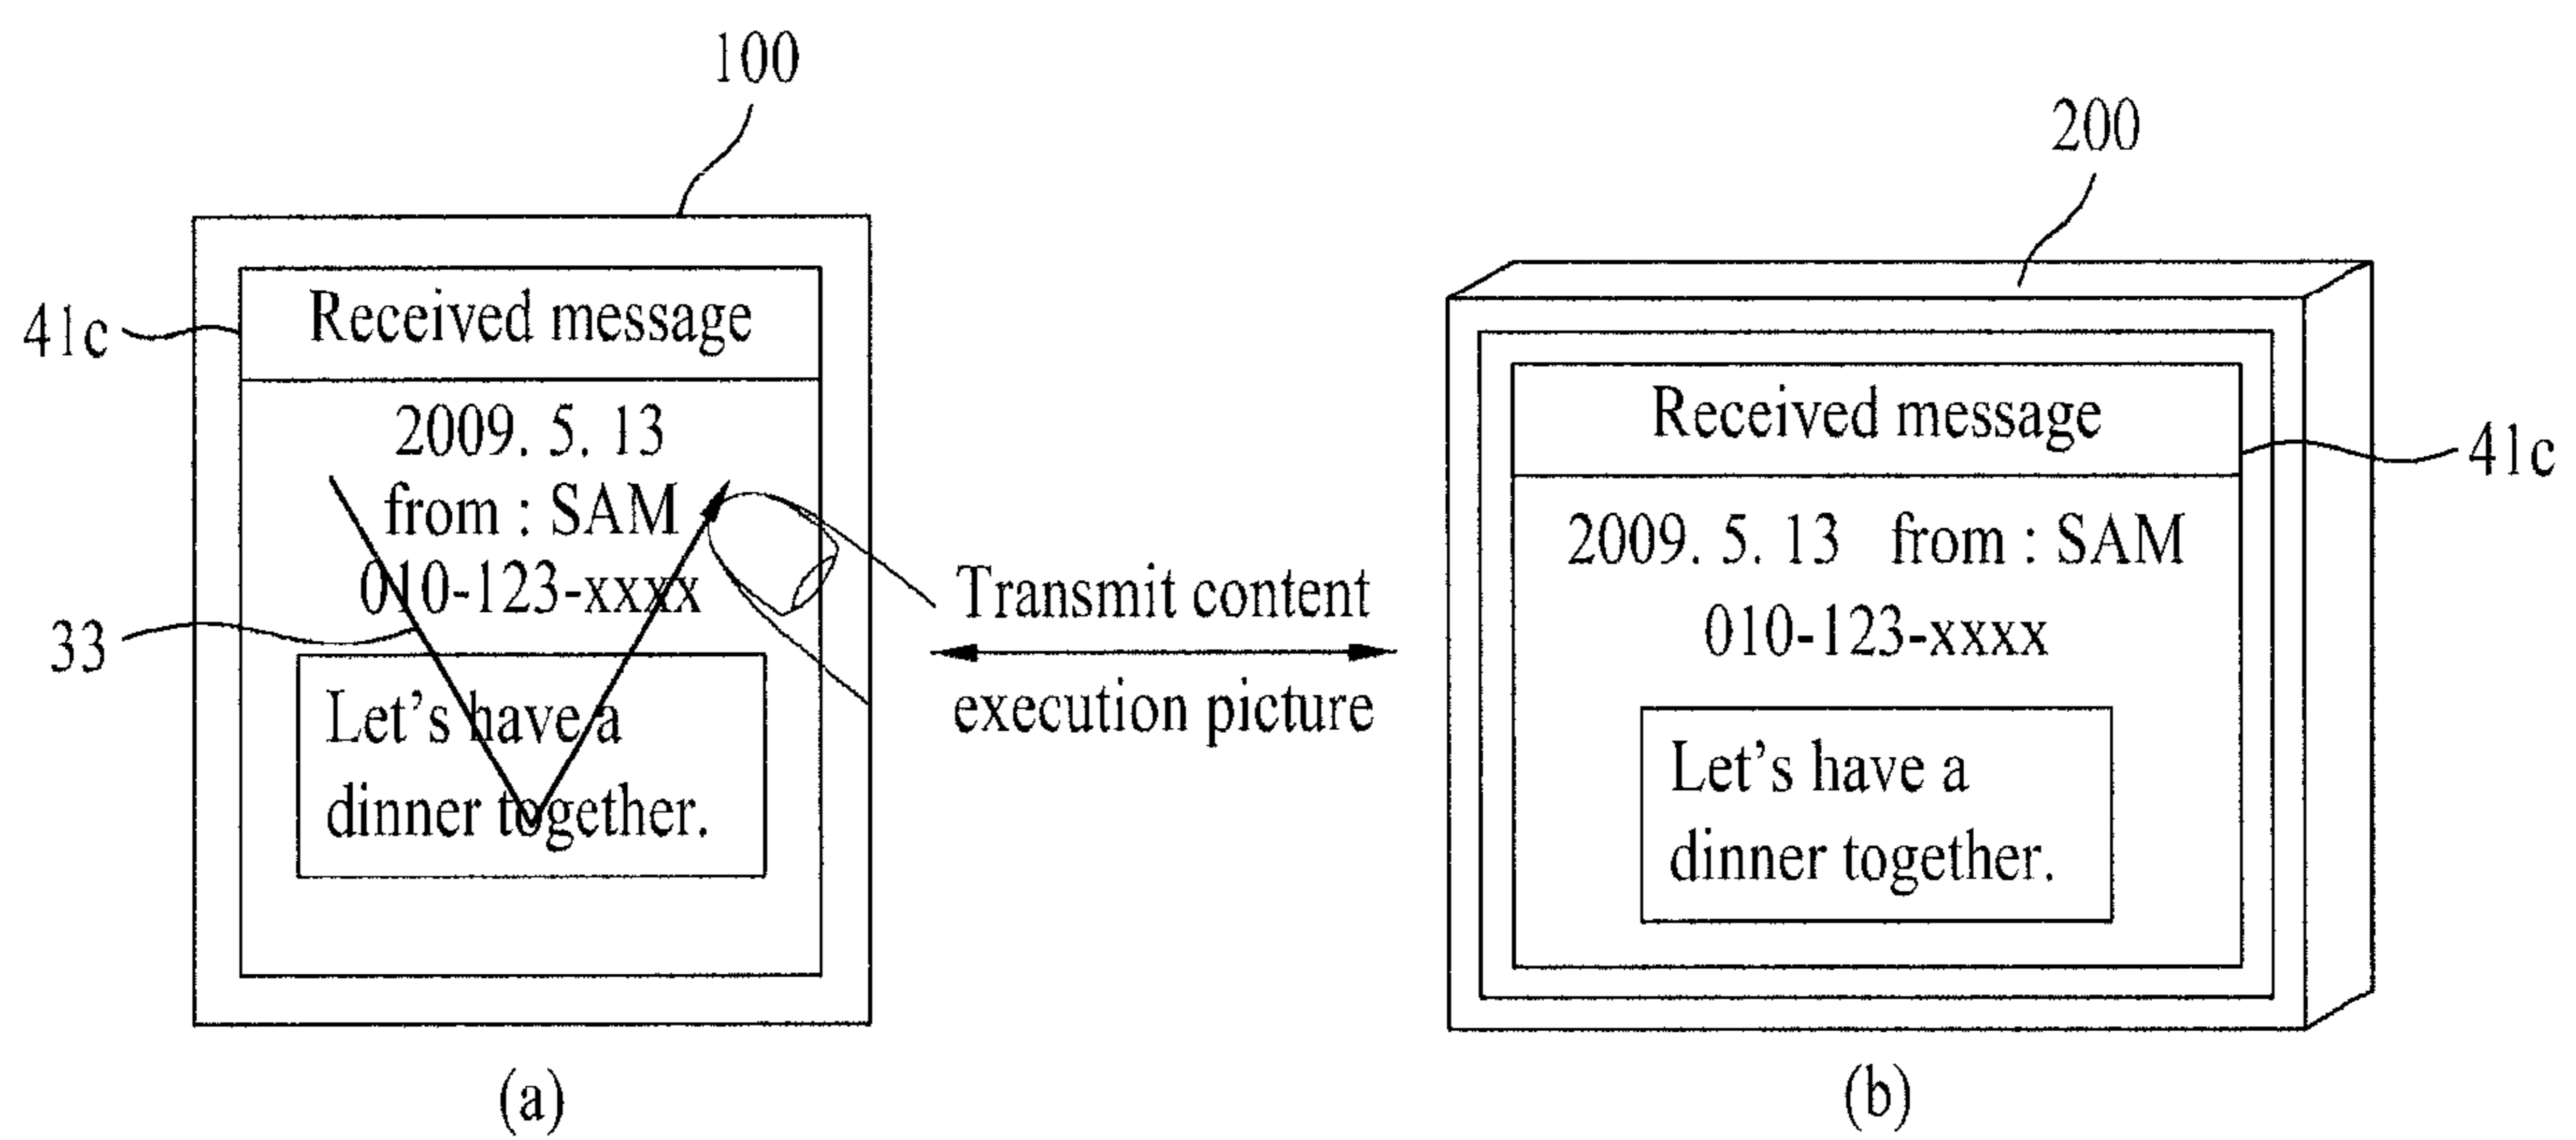 100
200
41c
Received message
2009. 5. 13
from : SAM
010-123-xxxx
33
Let's have a
dinner together.
(a)
Transmit content
execution picture
Received message
41c
2009. 5. 13 from : SAM
010-123-xxxx
Let's have a
dinner together.
(b)